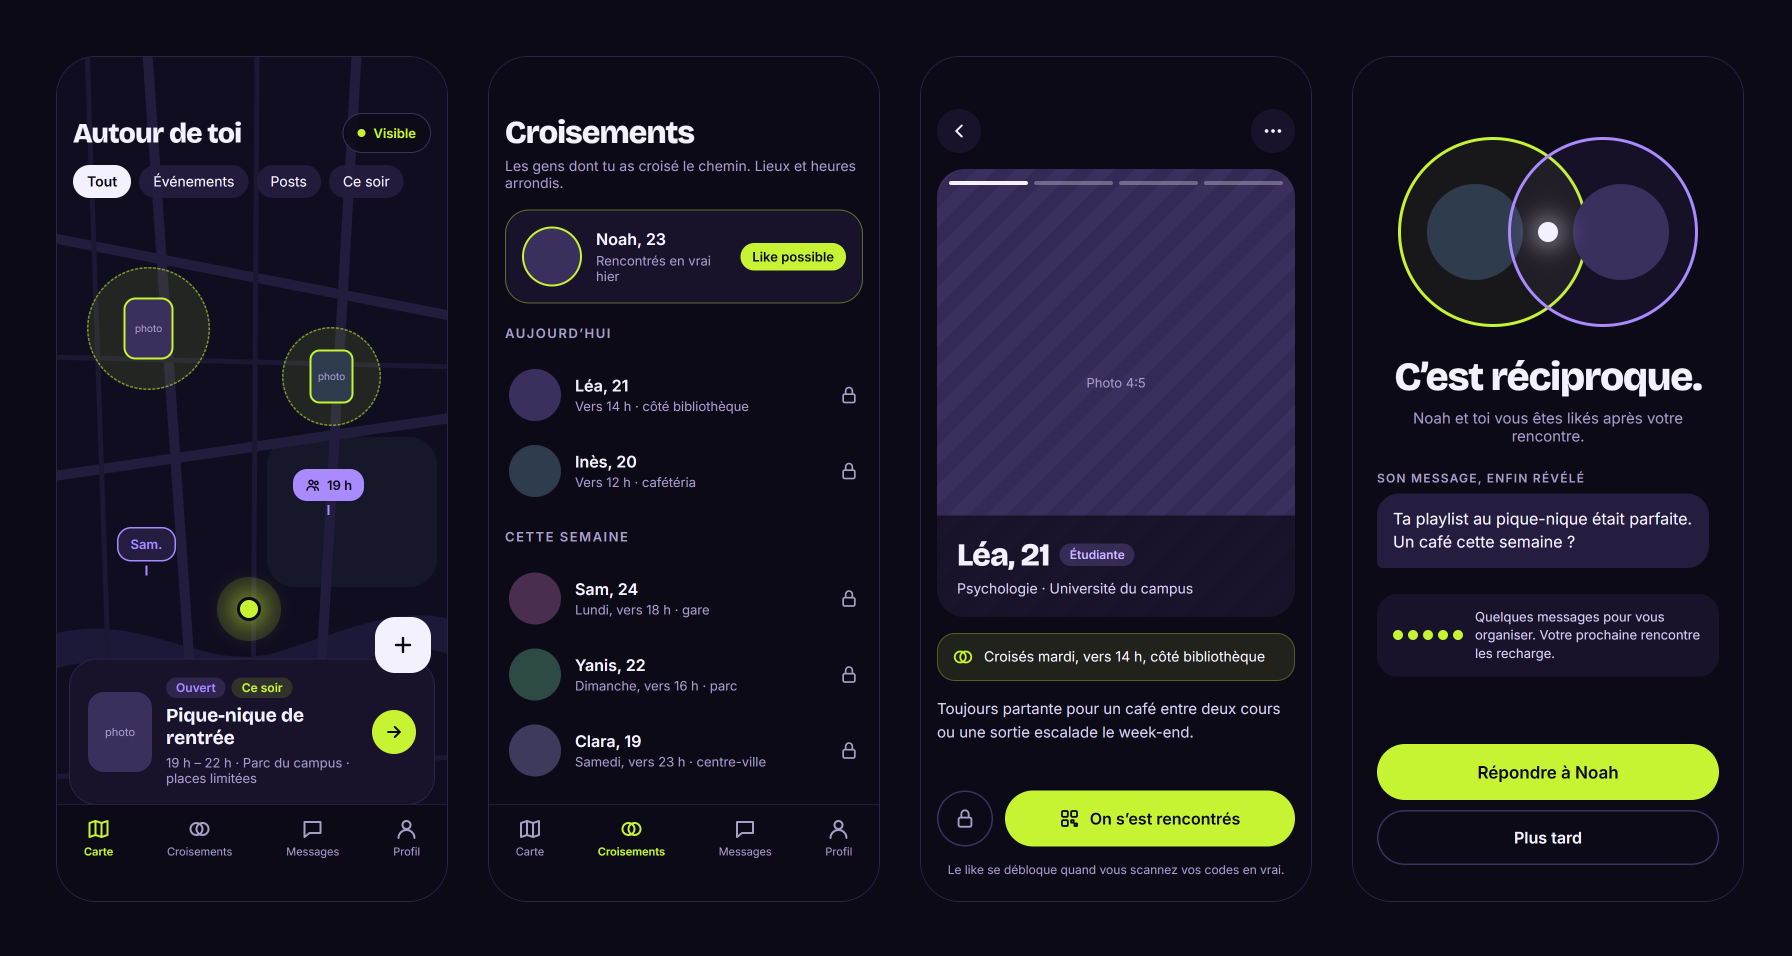 Autour de toi
Visible
Tout
Événements
Posts
Ce soir
photo
photo
19 h
Sam.
photo
Ouvert
Ce soir
Pique-nique de
rentrée
19 h – 22 h · Parc du campus ·
places limitées
Carte
Croisements
Messages
Profil
Croisements
Les gens dont tu as croisé le chemin. Lieux et heures
arrondis.
Noah, 23
Rencontrés en vrai
hier
Like possible
AUJOURD’HUI
Léa, 21
Vers 14 h · côté bibliothèque
Inès, 20
Vers 12 h · cafétéria
CETTE SEMAINE
Sam, 24
Lundi, vers 18 h · gare
Yanis, 22
Dimanche, vers 16 h · parc
Clara, 19
Samedi, vers 23 h · centre-ville
Carte
Croisements
Messages
Profil
Photo 4:5
Léa, 21
Étudiante
Psychologie · Université du campus
Croisés mardi, vers 14 h, côté bibliothèque
Toujours partante pour un café entre deux cours
ou une sortie escalade le week-end.
On s’est rencontrés
Le like se débloque quand vous scannez vos codes en vrai.
C’est réciproque.
Noah et toi vous êtes likés après votre
rencontre.
SON MESSAGE, ENFIN RÉVÉLÉ
Ta playlist au pique-nique était parfaite.
Un café cette semaine ?
Quelques messages pour vous
organiser. Votre prochaine rencontre
les recharge.
Répondre à Noah
Plus tard